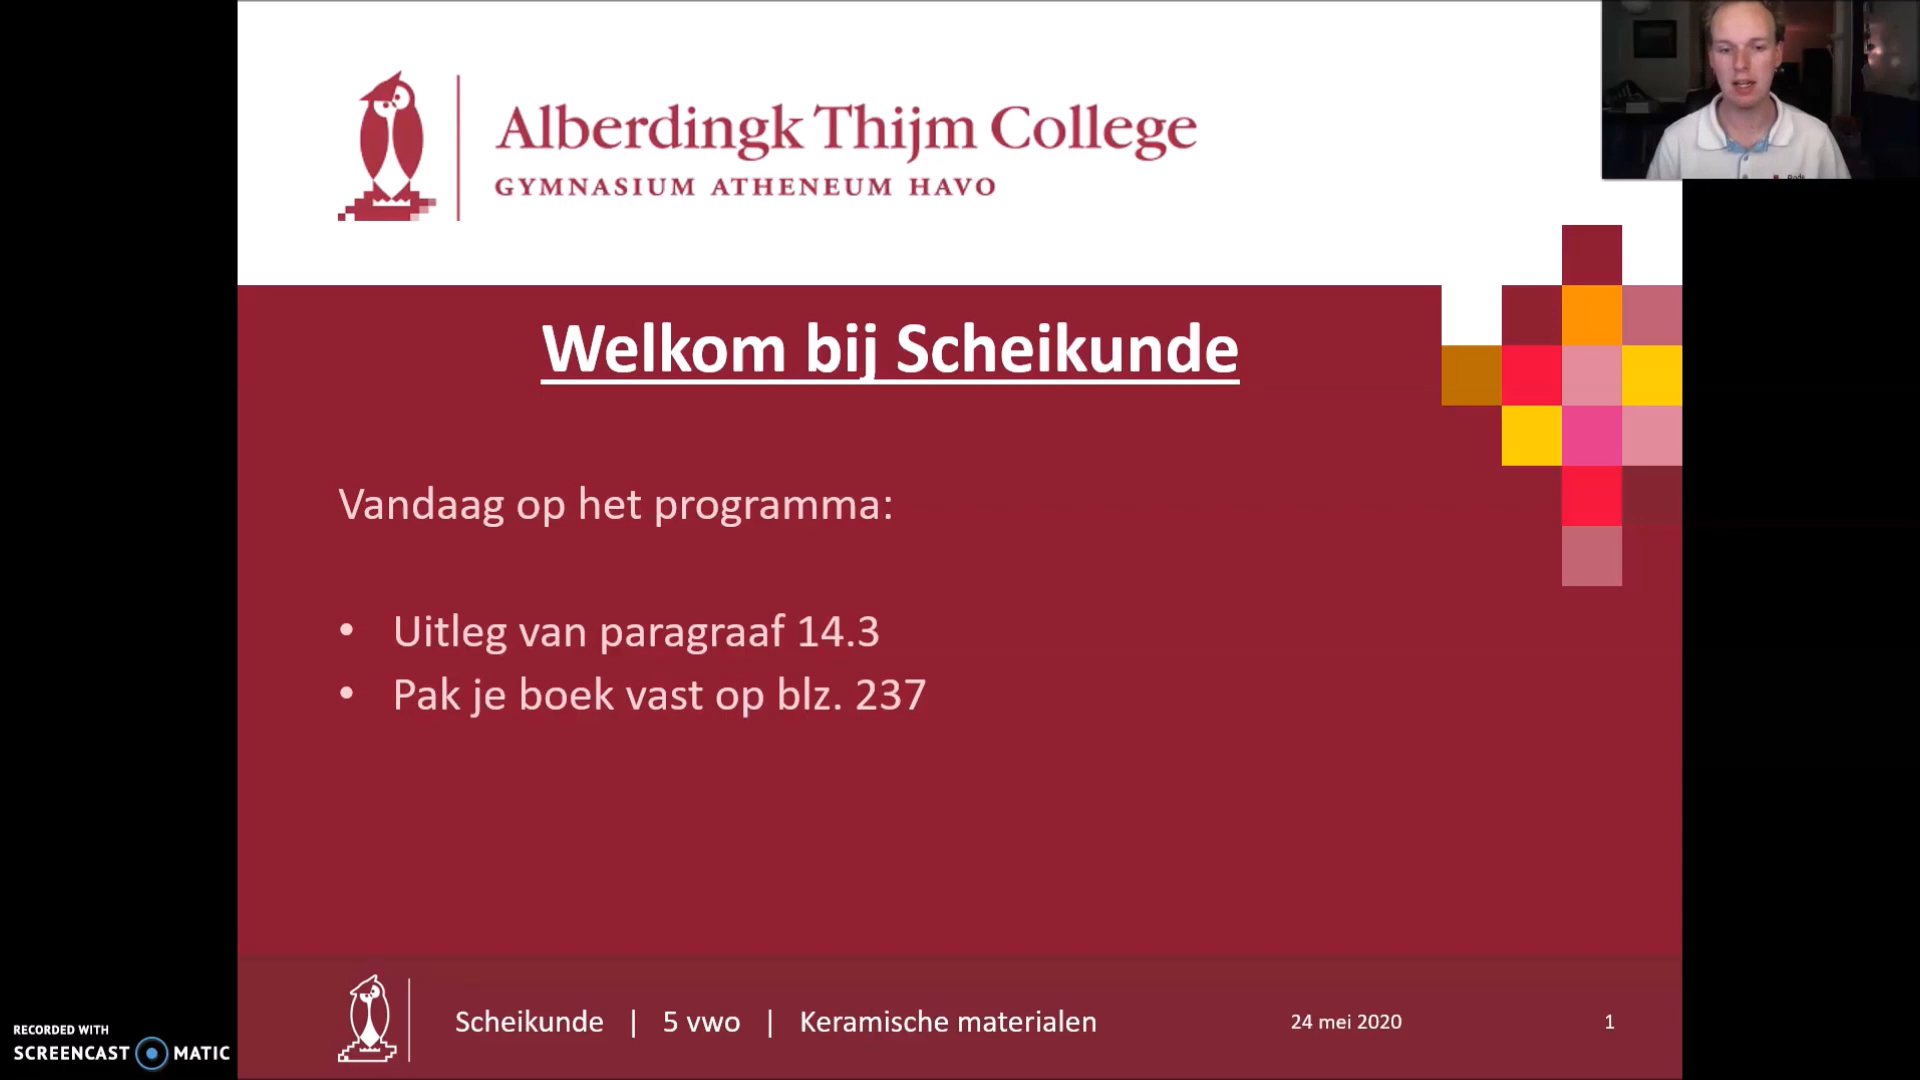 Alberdingk Thijm College
GYMNASIUM ATHENEUM HAVO
Welkom bij Scheikunde
Vandaag op het programma:
• Uitleg van paragraaf 14.3
• Pak je boek vast op blz. 237
Scheikunde | 5 vwo | Keramische materialen
24 mei 2020
1
RECORDED WITH
SCREENCAST MATIC